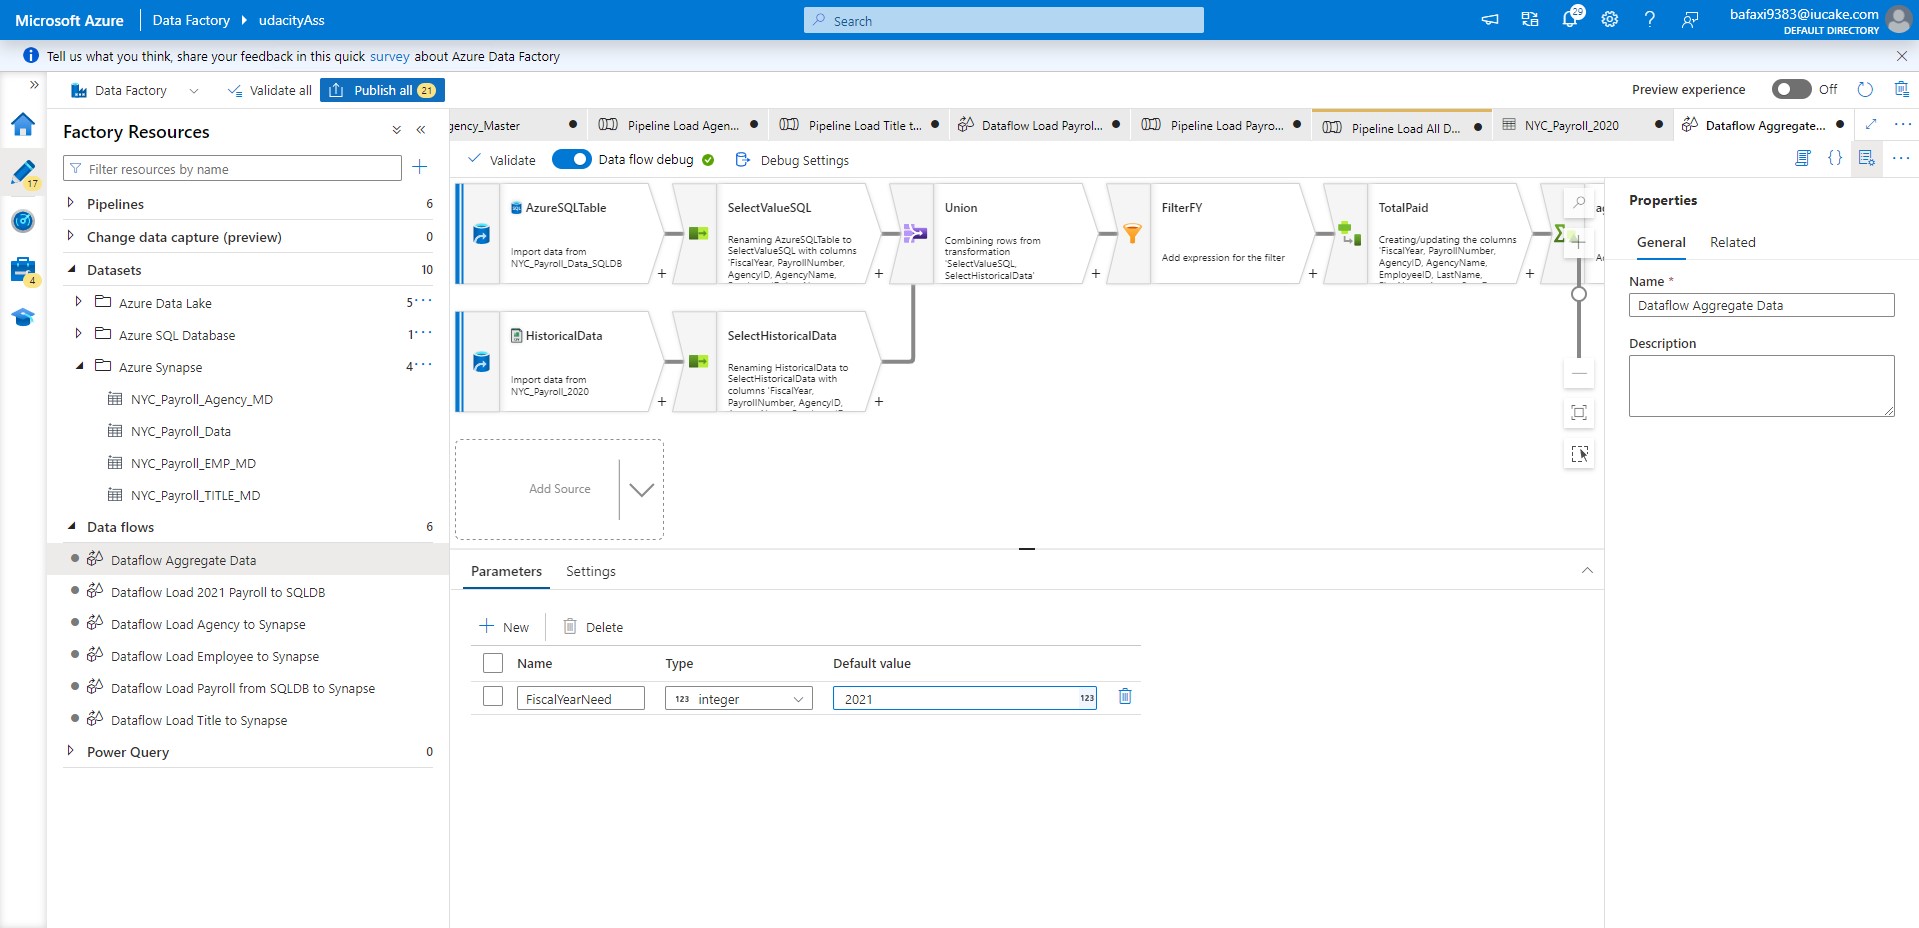 Microsoft Azure
Data Factory
udacityAss
Search
29
bafaxi9383@iucake.com
DEFAULT DIRECTORY
Tell us what you think, share your feedback in this quick survey about Azure Data Factory
Data Factory
Validate all
Publish all 21
Preview experience
Off
17
4
Factory Resources
Filter resources by name
Pipelines 6
Change data capture (preview) 0
Datasets 10
Azure Data Lake 5
Azure SQL Database 1
Azure Synapse 4
NYC_Payroll_Agency_MD
NYC_Payroll_Data
NYC_Payroll_EMP_MD
NYC_Payroll_TITLE_MD
Data flows 6
Dataflow Aggregate Data
Dataflow Load 2021 Payroll to SQLDB
Dataflow Load Agency to Synapse
Dataflow Load Employee to Synapse
Dataflow Load Payroll from SQLDB to Synapse
Dataflow Load Title to Synapse
Power Query 0
gency_Master
Pipeline Load Agen...
Pipeline Load Title t...
Dataflow Load Payrol...
Pipeline Load Payro...
Pipeline Load All D...
NYC_Payroll_2020
Dataflow Aggregate...
Validate
Data flow debug
Debug Settings
AzureSQLTable
Import data from
NYC_Payroll_Data_SQLDB
SelectValueSQL
Renaming AzureSQLTable to
SelectValueSQL with columns
'FiscalYear, PayrollNumber,
AgencyID, AgencyName,
Union
Combining rows from
transformation
'SelectValueSQL,
SelectHistoricalData'
FilterFY
Add expression for the filter
TotalPaid
Creating/updating the columns
'FiscalYear, PayrollNumber,
AgencyID, AgencyName,
EmployeeID, LastName,
HistoricalData
Import data from
NYC_Payroll_2020
SelectHistoricalData
Renaming HistoricalData to
SelectHistoricalData with
columns 'FiscalYear,
PayrollNumber, AgencyID,
Add Source
Parameters
Settings
New
Delete
Name
Type
Default value
FiscalYearNeed
123 integer
2021
123
Properties
General
Related
Name *
Dataflow Aggregate Data
Description